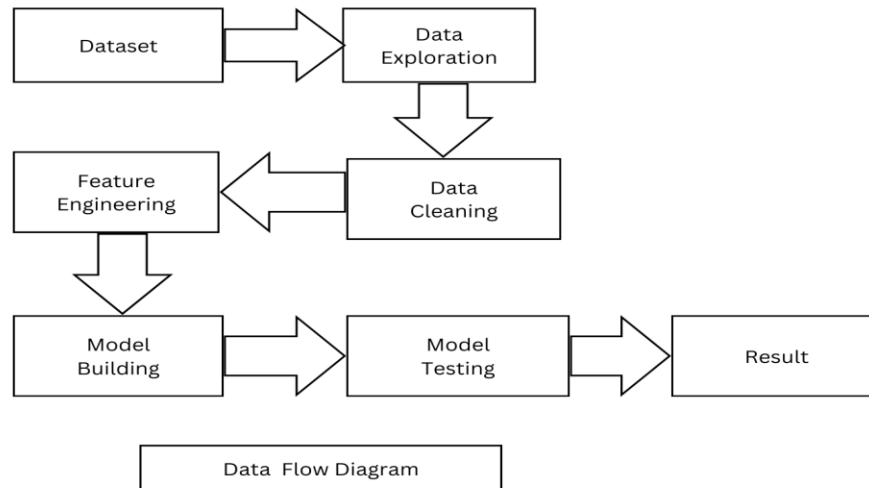 Dataset
Data
Exploration
Data
Cleaning
Feature
Engineering
Model
Building
Model
Testing
Result
Data Flow Diagram